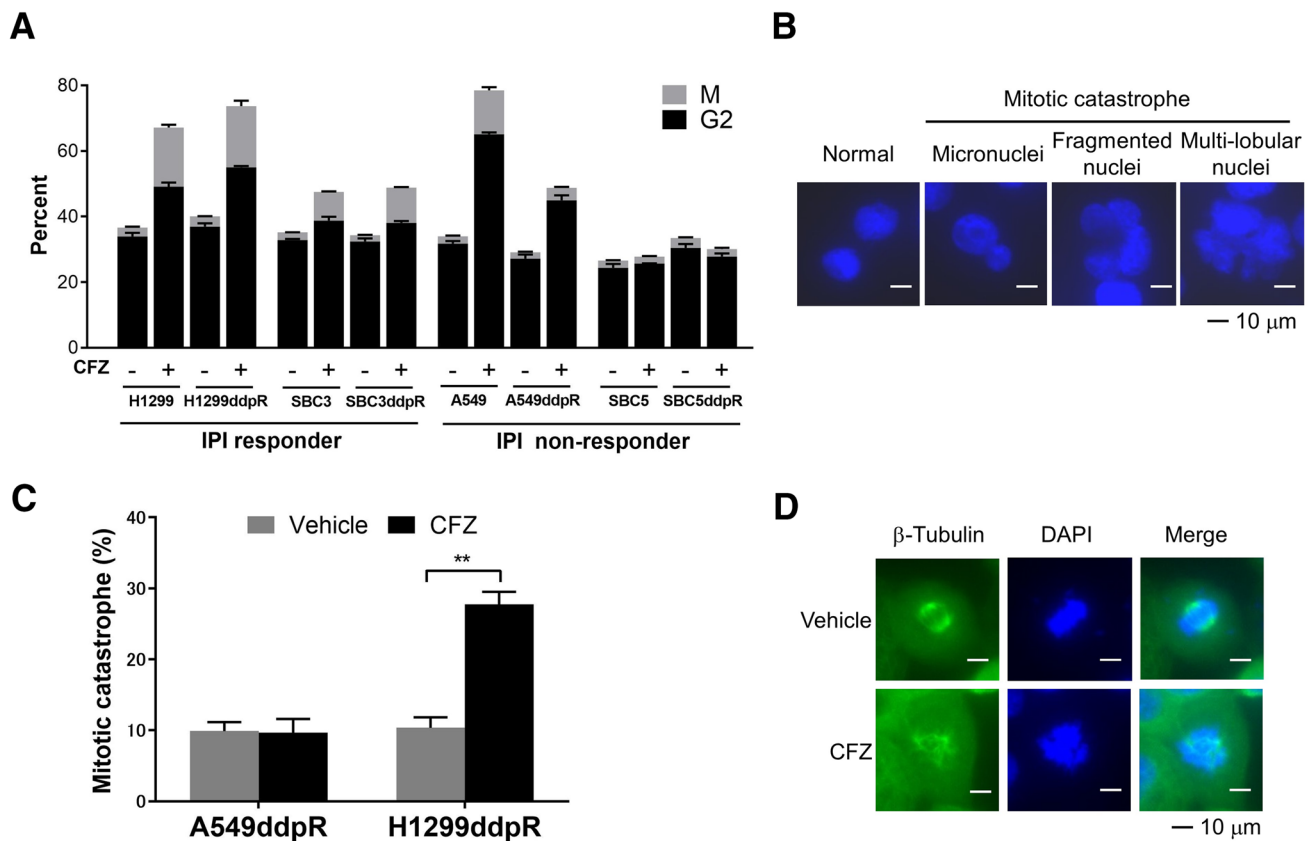 A
Percent
80
60
40
20
0
M
G2
CFZ - + - + - + - + - + - + - + - +
H1299 H1299ddpR SBC3 SBC3ddpR A549 A549ddpR SBC5 SBC5ddpR
IPI responder IPI non-responder
B
Mitotic catastrophe
Normal Micronuclei Fragmented nuclei Multi-lobular nuclei
10 μm
C
Mitotic catastrophe (%)
40
30
20
10
0
Vehicle CFZ
**
A549ddpR H1299ddpR
D
β-Tubulin DAPI Merge
Vehicle
CFZ
10 μm